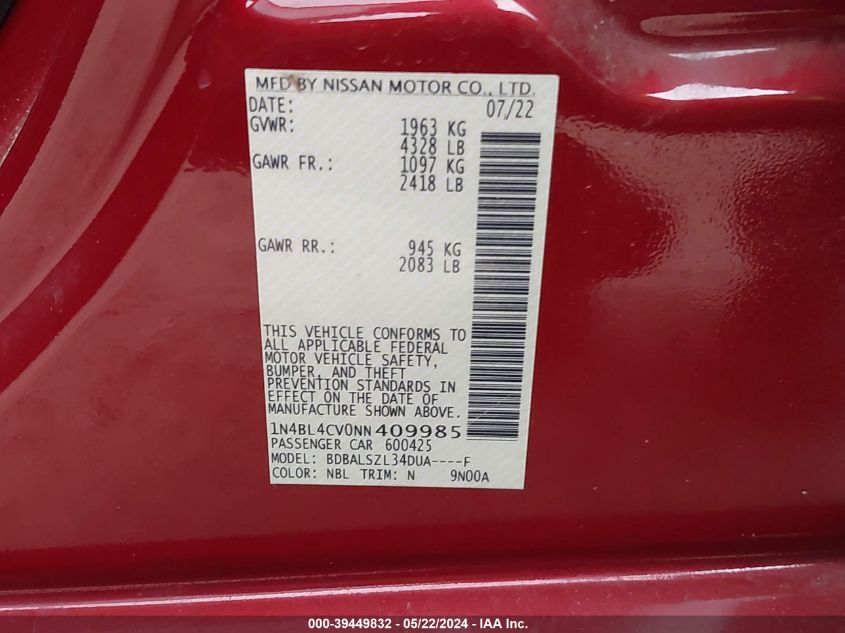 MFD BY NISSAN MOTOR CO., LTD.
DATE: 07/22
GVWR: 1963 KG
4328 LB
GAWR FR.: 1097 KG
2418 LB
GAWR RR.: 945 KG
2083 LB
THIS VEHICLE CONFORMS TO
ALL APPLICABLE FEDERAL
MOTOR VEHICLE SAFETY,
BUMPER, AND THEFT
PREVENTION STANDARDS IN
EFFECT ON THE DATE OF
MANUFACTURE SHOWN ABOVE.
1N4BL4CV0NN 409985
PASSENGER CAR 600425
MODEL: BDBALSZL34DUA----F
COLOR: NBL TRIM: N 9N00A
000-39449832 - 05/22/2024 - IAA Inc.